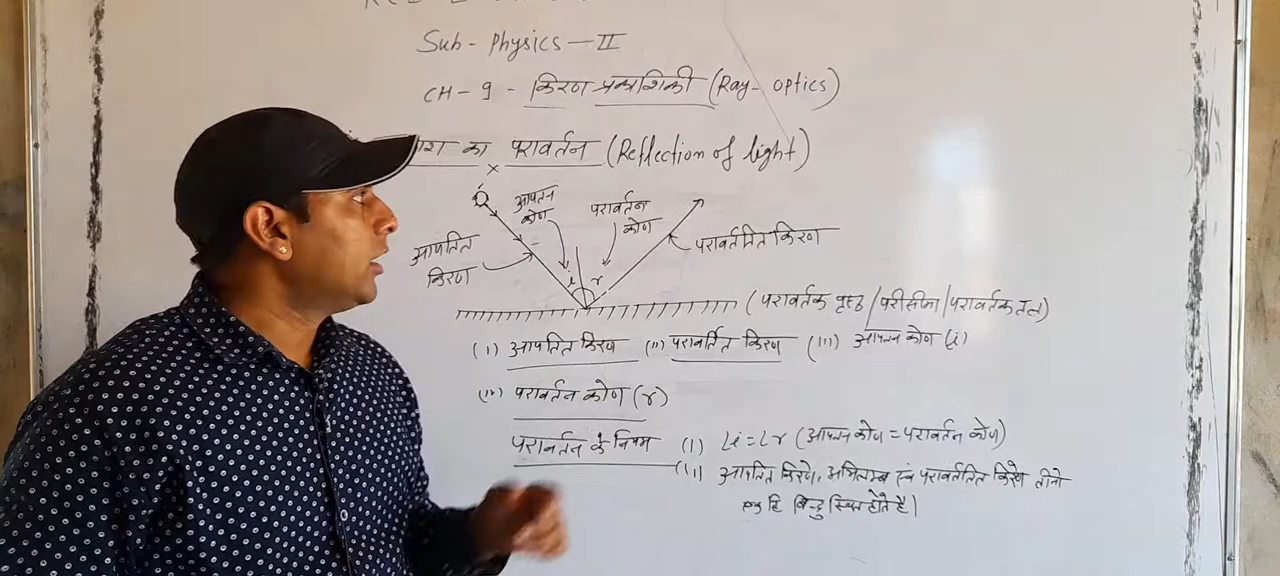 Sub- Physics - II
CH - 9 - किरण प्रकाशिकी (Ray- optics)
का परावर्तन (Reflection of light)
आपतन कोण
परावर्तन कोण
आपतित किरण
परावर्तमित किरण
i r
(परावर्तक पृष्ठ / परीसीमा / परावर्तक तल)
(i) आपतित किरण (ii) परावर्तित किरण (iii) आपतन कोण (i)
(iv) परावर्तन कोण (r)
परावर्तन के नियम (i) ∠i = ∠r (आपतन कोण = परावर्तन कोण)
(ii) आपतित किरणे, अभिलम्ब एवं परावर्ततित किरणे तीनो
एक हि बिन्दु स्थित होते है।